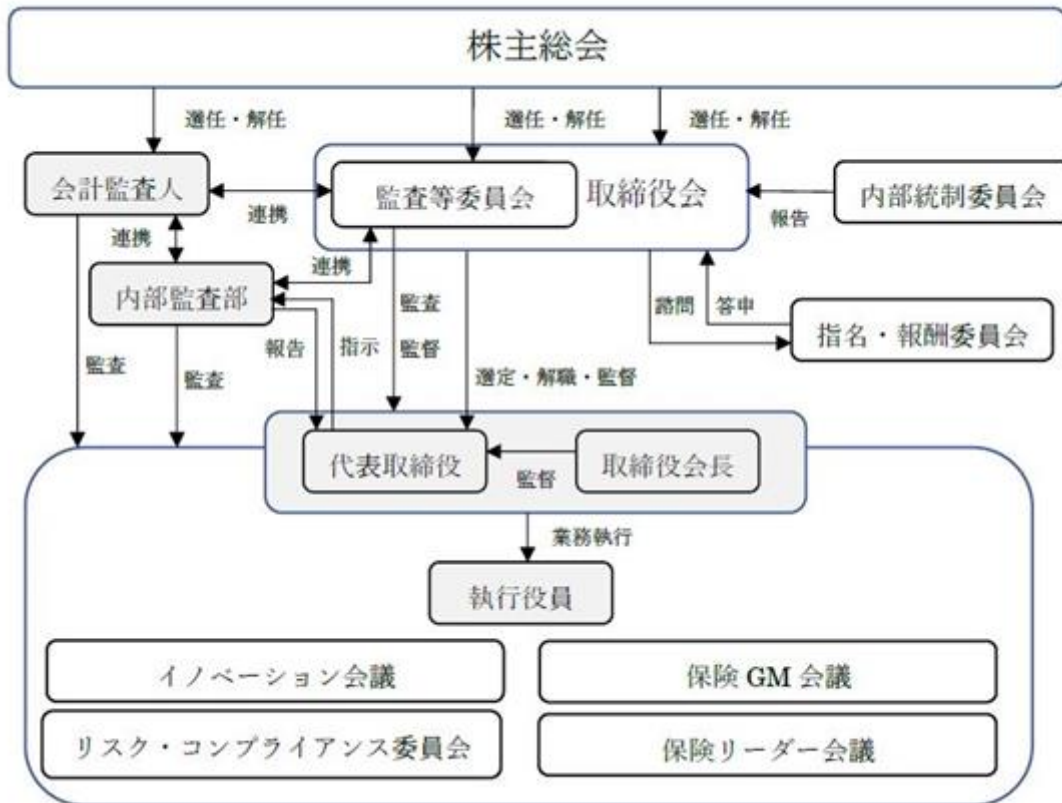 株主総会
選任・解任
選任・解任
選任・解任
会計監査人
監査等委員会
取締役会
内部統制委員会
連携
報告
連携
内部監査部
連携
監査
監督
諮問
答申
指名・報酬委員会
報告
指示
監査
監査
選定・解職・監督
代表取締役
取締役会長
監督
業務執行
執行役員
イノベーション会議
保険 GM 会議
リスク・コンプライアンス委員会
保険リーダー会議